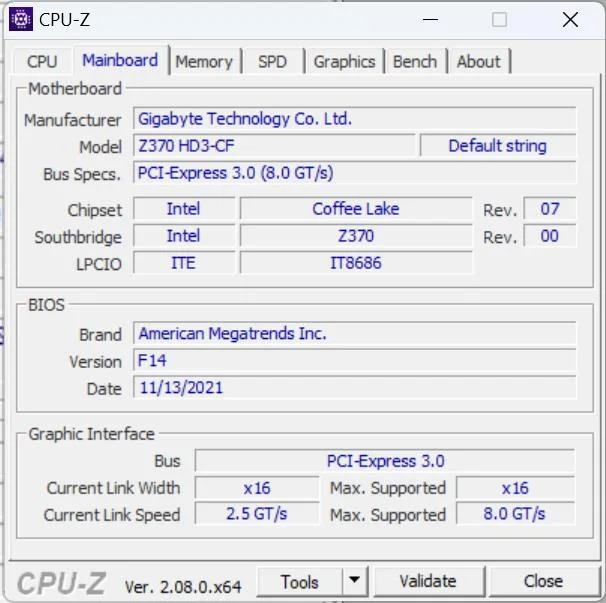 CPU-Z
CPU Mainboard Memory SPD Graphics Bench About
Motherboard
Manufacturer Gigabyte Technology Co. Ltd.
Model Z370 HD3-CF Default string
Bus Specs. PCI-Express 3.0 (8.0 GT/s)
Chipset Intel Coffee Lake Rev. 07
Southbridge Intel Z370 Rev. 00
LPCIO ITE IT8686
BIOS
Brand American Megatrends Inc.
Version F14
Date 11/13/2021
Graphic Interface
Bus PCI-Express 3.0
Current Link Width x16 Max. Supported x16
Current Link Speed 2.5 GT/s Max. Supported 8.0 GT/s
CPU-Z Ver. 2.08.0.x64 Tools Validate Close